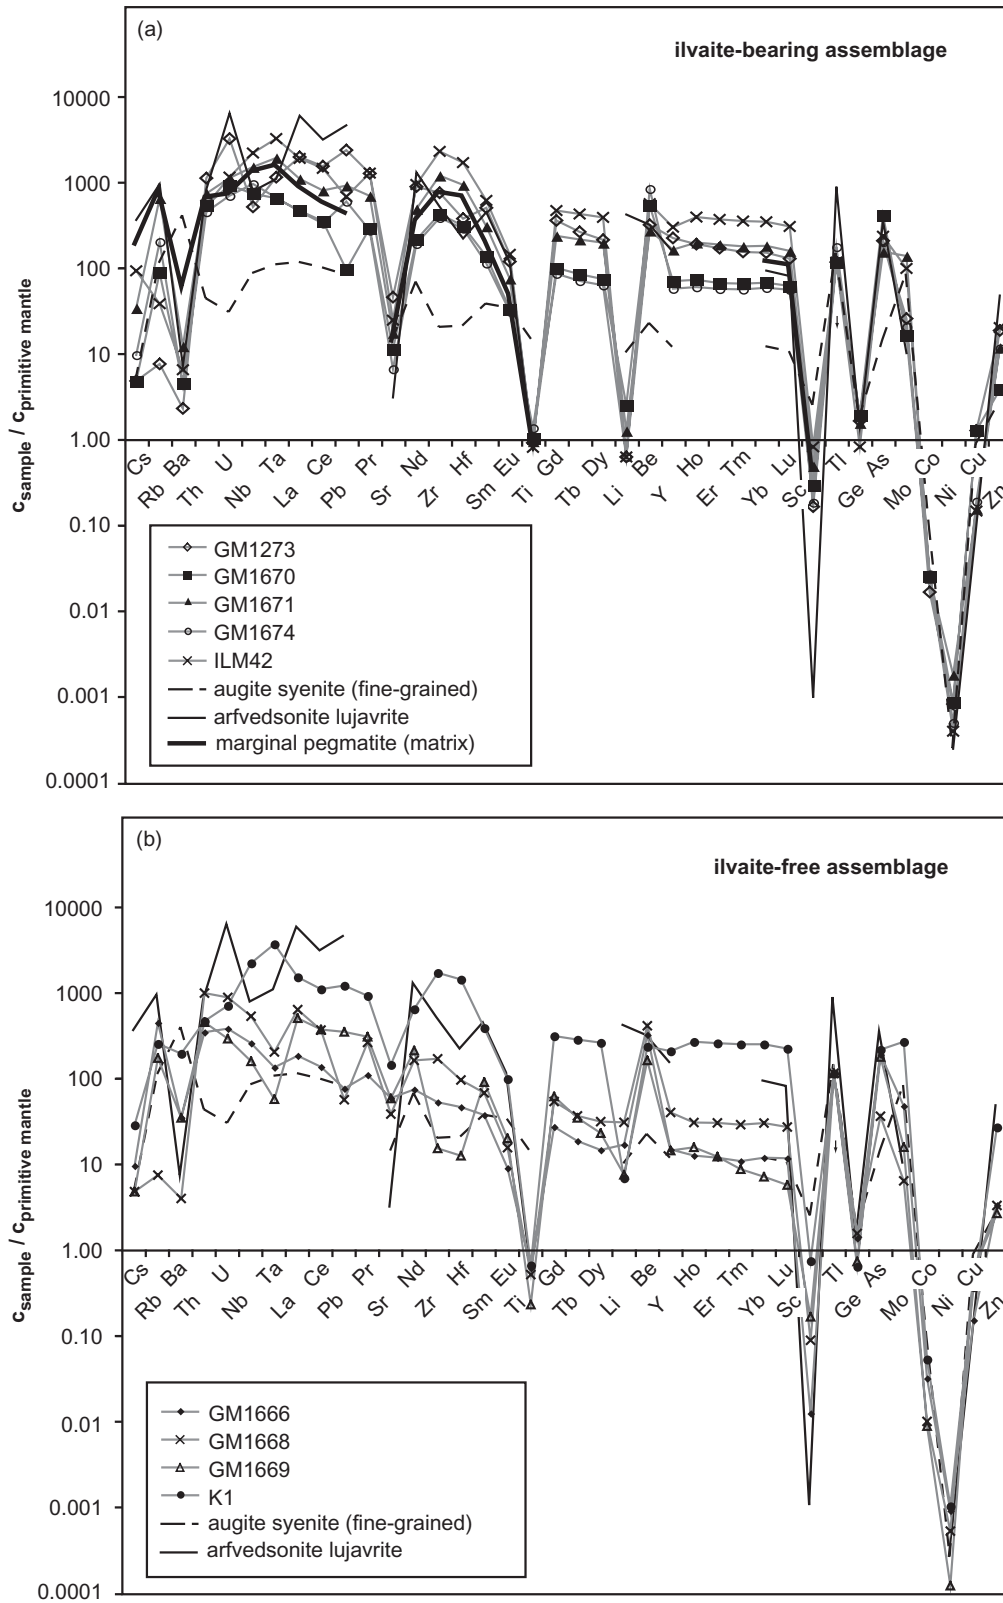 (a)
ilvaite-bearing assemblage
10000
1000
100
10
1.00
0.10
0.01
0.001
0.0001
c sample / c primitive mantle
Cs Ba U Ta Ce Pr Nd Hf Eu Gd Dy Be Ho Tm Lu Tl As Co Cu
Rb Th Nb La Pb Sr Zr Sm Ti Tb Li Y Er Yb Sc Ge Mo Ni Zn
GM1273
GM1670
GM1671
GM1674
ILM42
augite syenite (fine-grained)
arfvedsonite lujavrite
marginal pegmatite (matrix)
(b)
ilvaite-free assemblage
10000
1000
100
10
1.00
0.10
0.01
0.001
0.0001
c sample / c primitive mantle
Cs Ba U Ta Ce Pr Nd Hf Eu Gd Dy Be Ho Tm Lu Tl As Co Cu
Rb Th Nb La Pb Sr Zr Sm Ti Tb Li Y Er Yb Sc Ge Mo Ni Zn
GM1666
GM1668
GM1669
K1
augite syenite (fine-grained)
arfvedsonite lujavrite